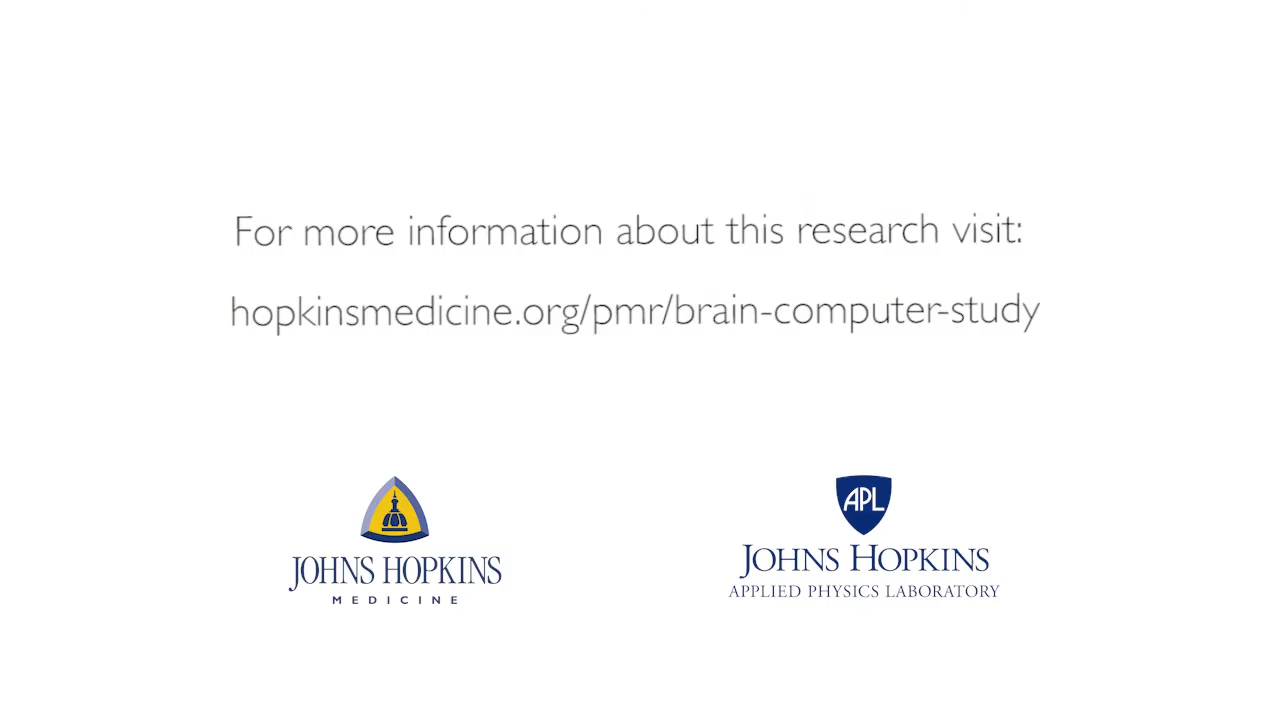 For more information about this research visit:
hopkinsmedicine.org/pmr/brain-computer-study
APL
JOHNS HOPKINS
MEDICINE
JOHNS HOPKINS
APPLIED PHYSICS LABORATORY